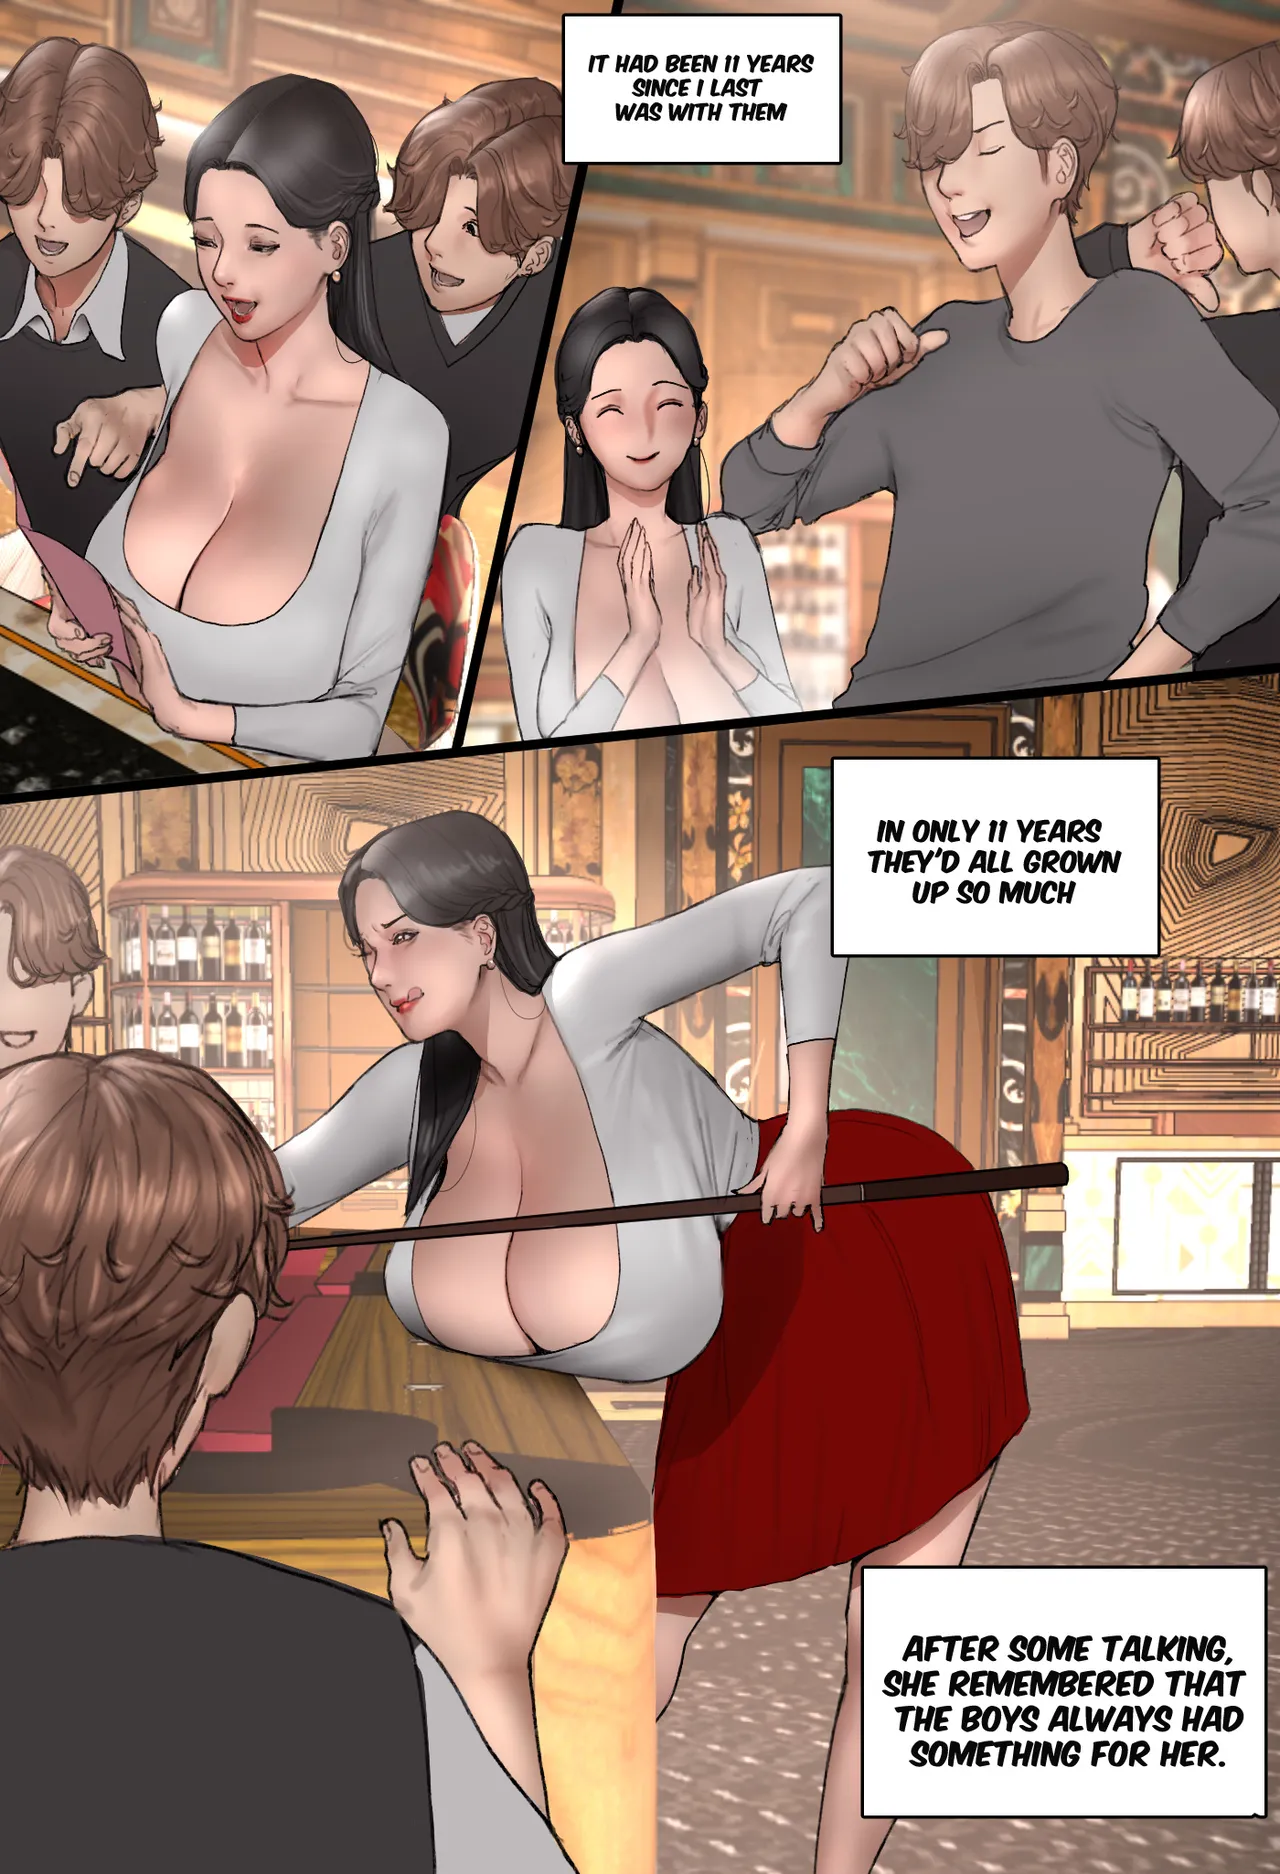 IT HAD BEEN 11 YEARS
SINCE I LAST
WAS WITH THEM
IN ONLY 11 YEARS
THEY'D ALL GROWN
UP SO MUCH
AFTER SOME TALKING,
SHE REMEMBERED THAT
THE BOYS ALWAYS HAD
SOMETHING FOR HER.